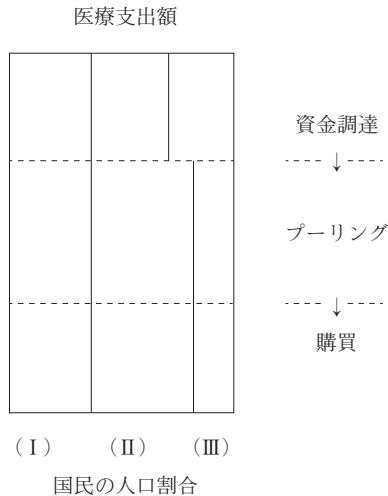 医療支出額
資金調達
プーリング
購買
（Ⅰ）　（Ⅱ）　（Ⅲ）
国民の人口割合